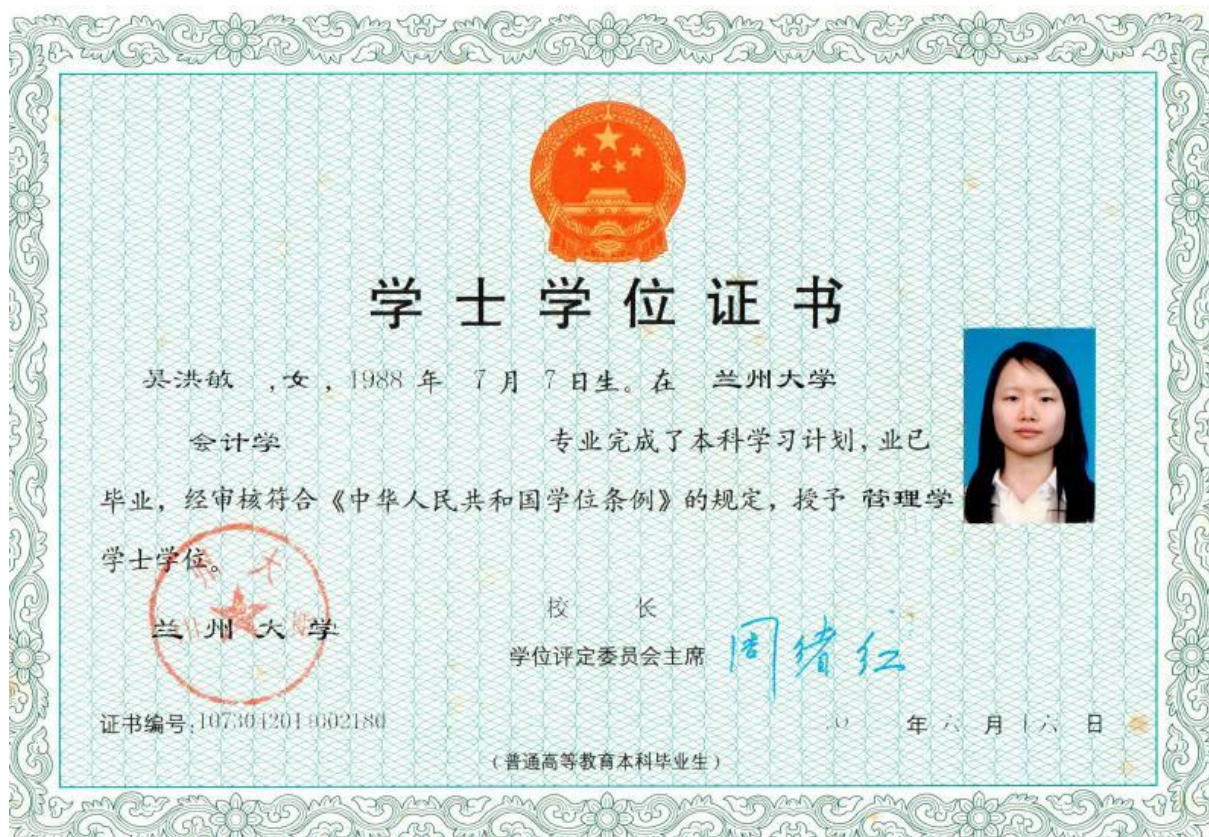 学士学位证书
吴洪敏 ,女, 1988 年 7 月 7 日生。在 兰州大学
会计学 专业完成了本科学习计划,业已
毕业,经审核符合《中华人民共和国学位条例》的规定,授予 管理学
学士学位。
校 长
兰州大学
学位评定委员会主席 周绪红
证书编号:
年六月十六日
(普通高等教育本科毕业生)